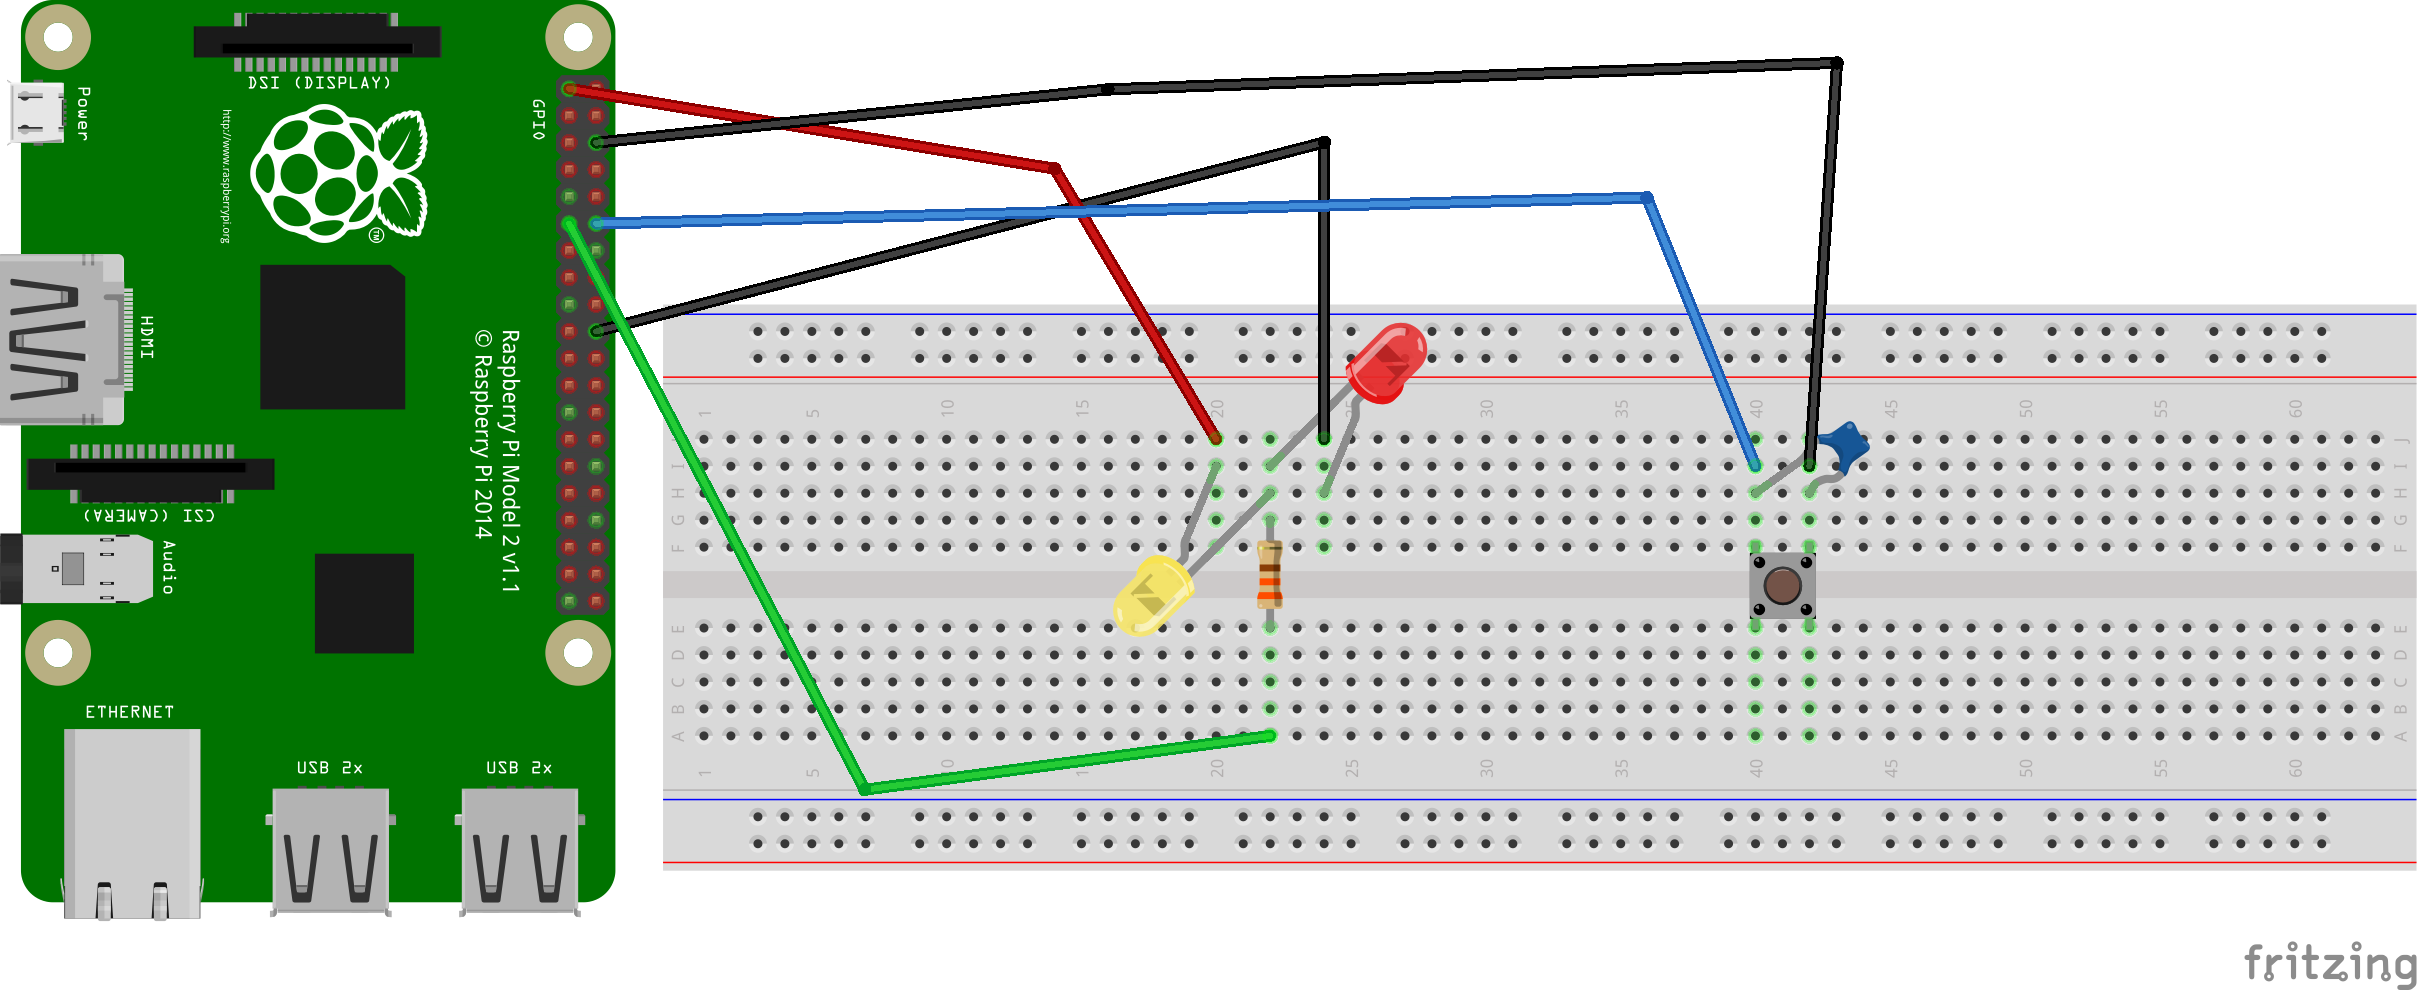 DSI (DISPLAY)
Power
GPIO
http://www.raspberrypi.org
TM
HDMI
Raspberry Pi Model 2 v1.1
© Raspberry Pi 2014
CSI (CAMERA)
Audio
ETHERNET
USB 2x
USB 2x
1 5 10 15 20 25 30 35 40 45 50 55 60
J
I I
H H
G G
F F
E E
D D
C C
B B
A A
1 5 10 1 20 25 30 35 40 45 50 55 60
fritzing